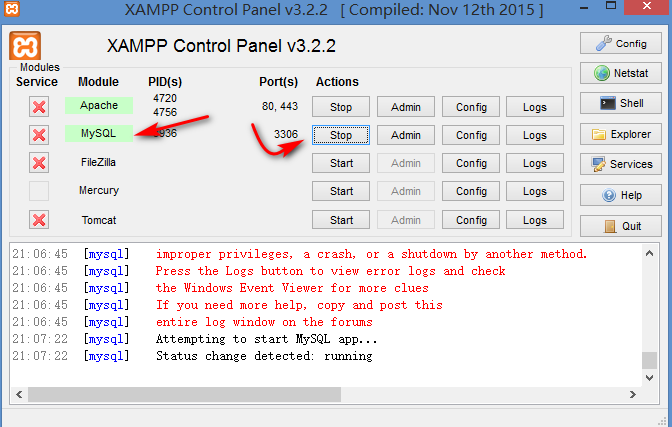 XAMPP Control Panel v3.2.2 [ Compiled: Nov 12th 2015 ]
XAMPP Control Panel v3.2.2
Config
Modules
Service Module PID(s) Port(s) Actions
Netstat
Apache 4720 4756 80, 443 Stop Admin Config Logs
Shell
MySQL 3306 Stop Admin Config Logs
Explorer
FileZilla Start Admin Config Logs
Services
Mercury Start Admin Config Logs
Help
Tomcat Start Admin Config Logs
Quit
21:06:45 [mysql] improper privileges, a crash, or a shutdown by another method.
21:06:45 [mysql] Press the Logs button to view error logs and check
21:06:45 [mysql] the Windows Event Viewer for more clues
21:06:45 [mysql] If you need more help, copy and post this
21:06:45 [mysql] entire log window on the forums
21:07:22 [mysql] Attempting to start MySQL app...
21:07:22 [mysql] Status change detected: running